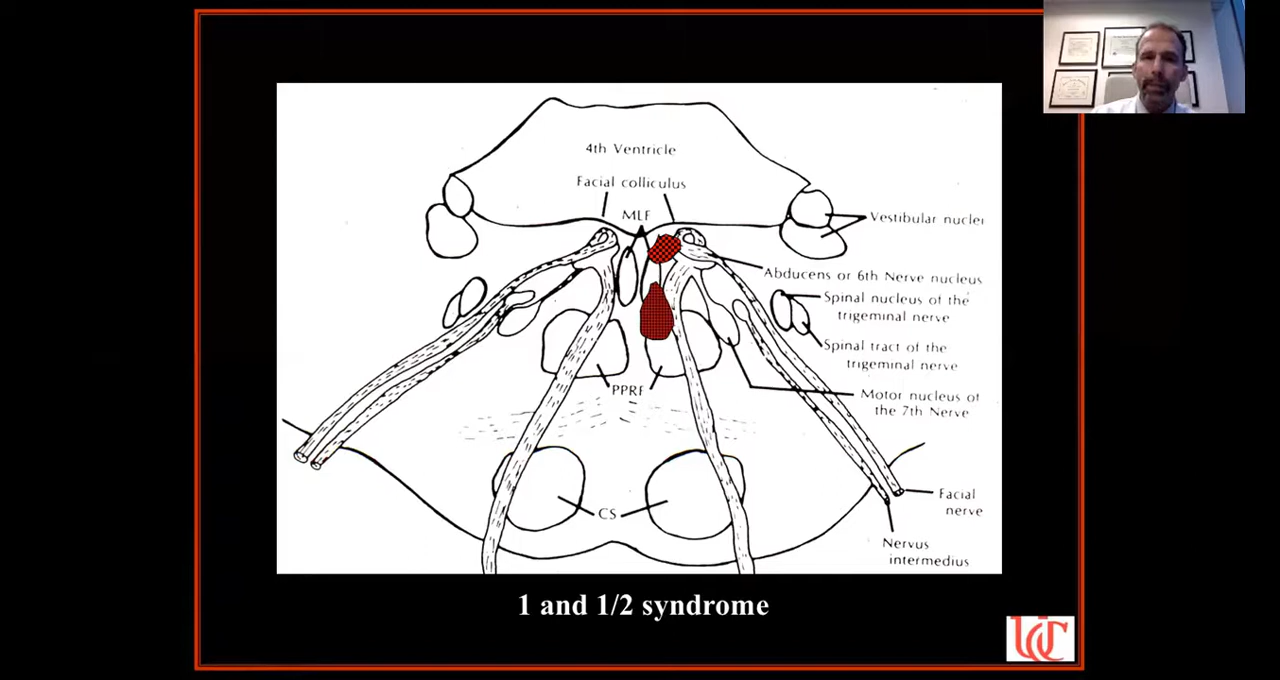 4th Ventricle
Facial colliculus
MLF
Vestibular nuclei
Abducens or 6th Nerve nucleus
Spinal nucleus of the
trigeminal nerve
Spinal tract of the
trigeminal nerve
PPRF
Motor nucleus of
the 7th Nerve
CS
Facial
nerve
Nervus
intermedius
1 and 1/2 syndrome